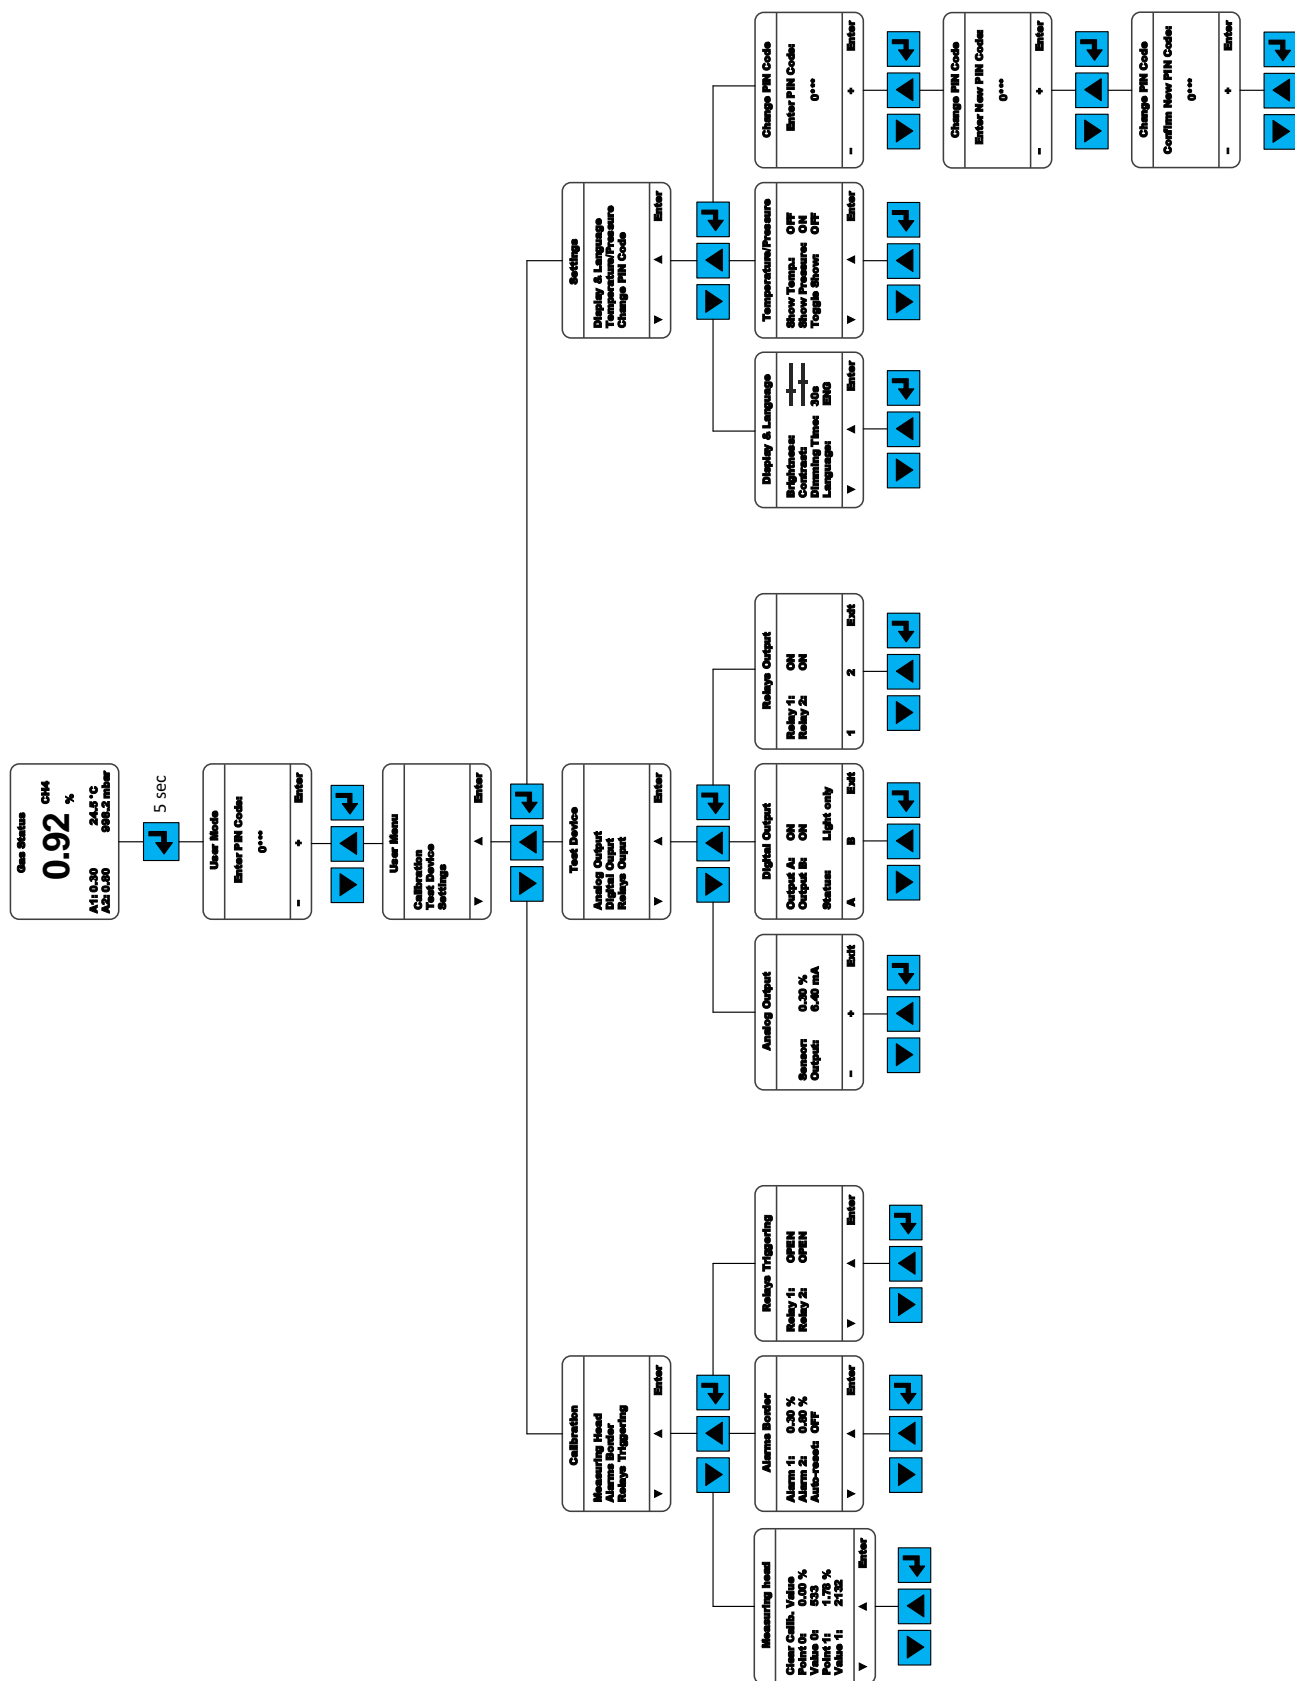 Gas Status
0.92 CH4
%
A1: 0.30 24.5 °C
A2: 0.80 998.2 mbar
5 sec
User Mode
Enter PIN Code:
0***
- + Enter
User Menu
Calibration
Test Device
Settings
▼ ▲ Enter
Calibration
Measuring Head
Alarms Border
Relays Triggering
▼ ▲ Enter
Test Device
Analog Output
Digital Ouput
Relays Ouput
▼ ▲ Enter
Settings
Display & Language
Temperature/Pressure
Change PIN Code
▼ ▲ Enter
Measuring head
Clear Calib. Value
Point 0: 0.00 %
Value 0: 533
Point 1: 1.78 %
Value 1: 2132
▼ ▲ Enter
Alarms Border
Alarm 1: 0.30 %
Alarm 2: 0.80 %
Auto-reset: OFF
▼ ▲ Enter
Relays Triggering
Relay 1: OPEN
Relay 2: OPEN
▼ ▲ Enter
Analog Output
Sensor: 0.30 %
Output: 6.40 mA
- + Exit
Digital Output
Output A: ON
Output B: ON
Status: Light only
A B Exit
Relays Output
Relay 1: ON
Relay 2: ON
1 2 Exit
Display & Language
Brightness:
Contrast:
Dimming Time: 30s
Language: ENG
▼ ▲ Enter
Temperature/Pressure
Show Temp.: OFF
Show Pressure: ON
Toggle Shown: OFF
▼ ▲ Enter
Change PIN Code
Enter PIN Code:
0***
- + Enter
Change PIN Code
Enter New PIN Code:
0***
- + Enter
Change PIN Code
Confirm New PIN Code:
0***
- + Enter